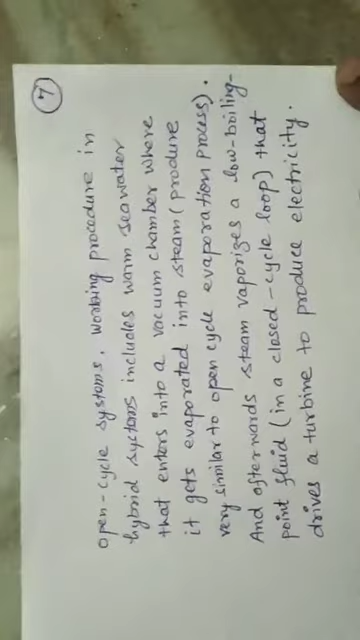 7
open-cycle systems. Working procedure in
hybrid systems includes warm seawater
that enters into a vacuum chamber where
it gets evaporated into steam (produre
very similar to open cycle evaporation process).
And afterwards steam vaporizes a low-boiling-
point fluid (in a closed-cycle loop) that
drives a turbine to produce electricity.